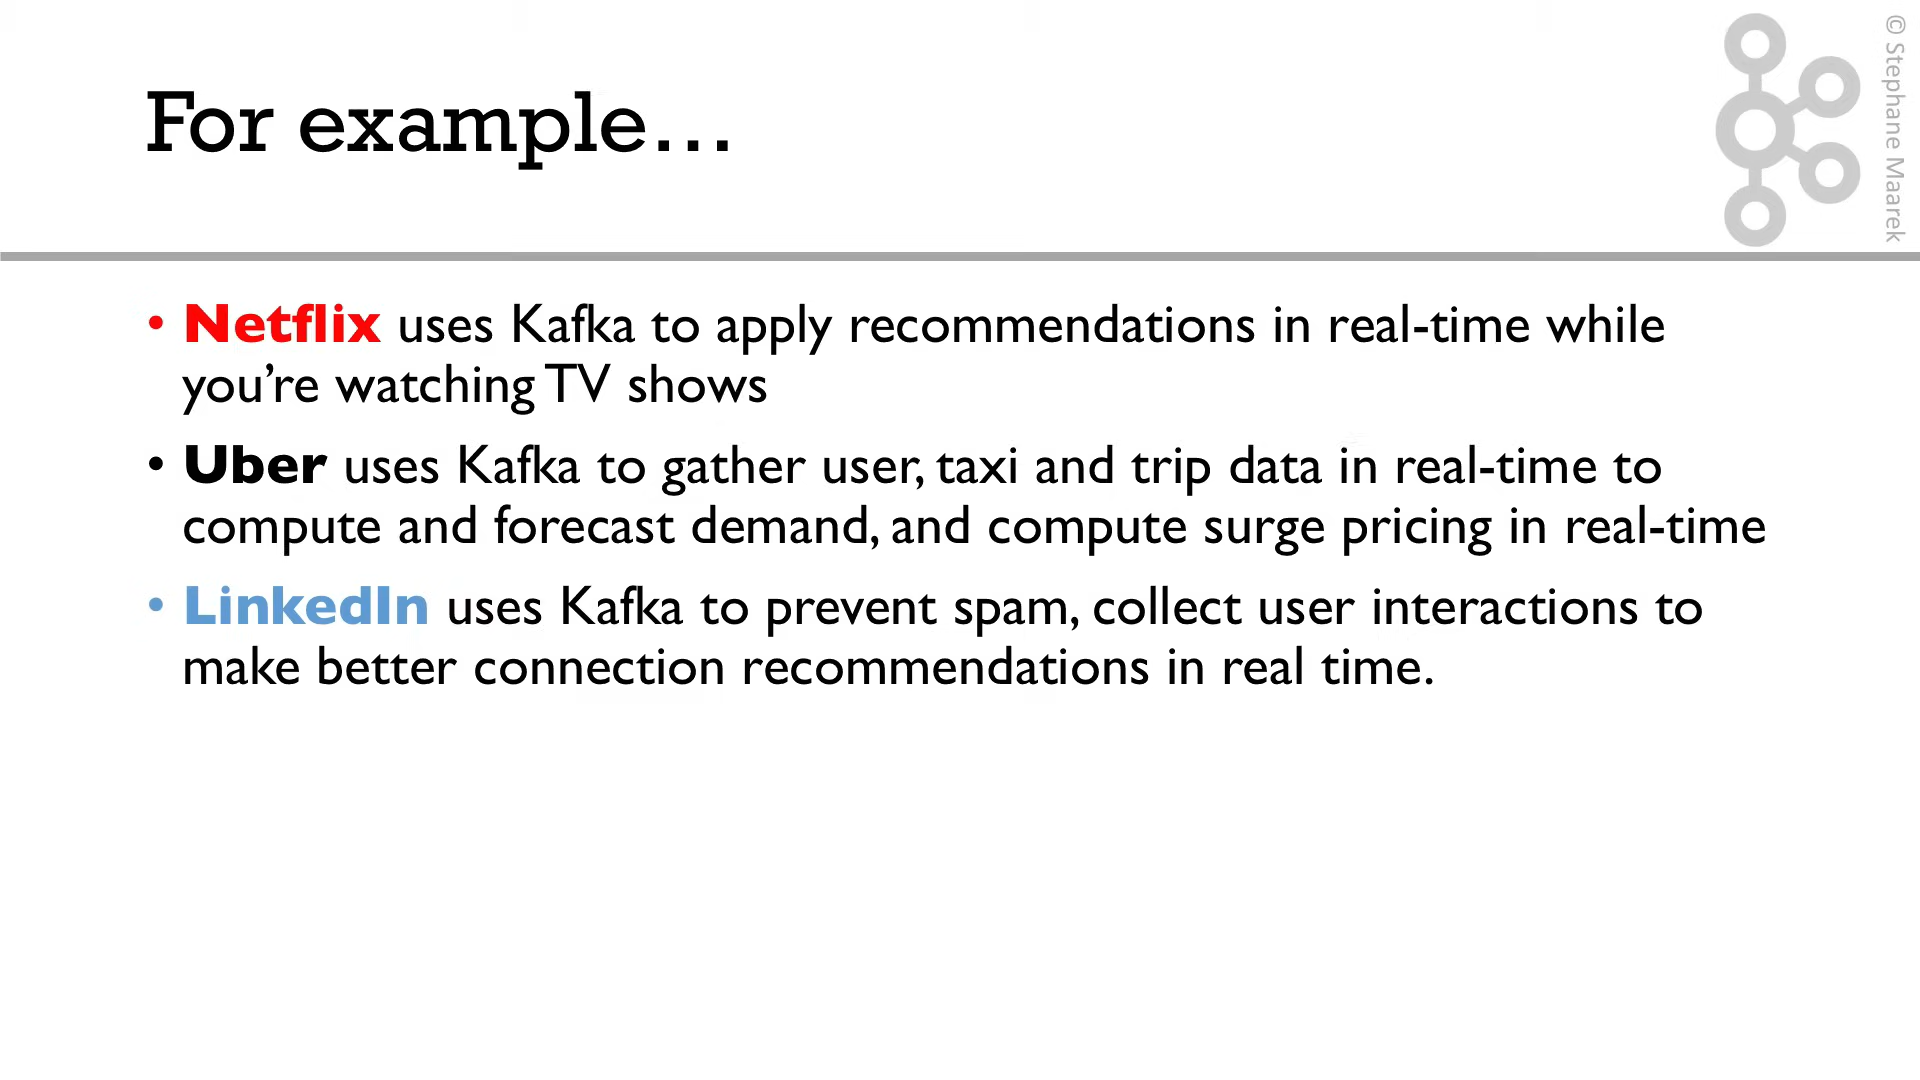 For example…
© Stephane Maarek
• Netflix uses Kafka to apply recommendations in real-time while
you’re watching TV shows
• Uber uses Kafka to gather user, taxi and trip data in real-time to
compute and forecast demand, and compute surge pricing in real-time
• LinkedIn uses Kafka to prevent spam, collect user interactions to
make better connection recommendations in real time.